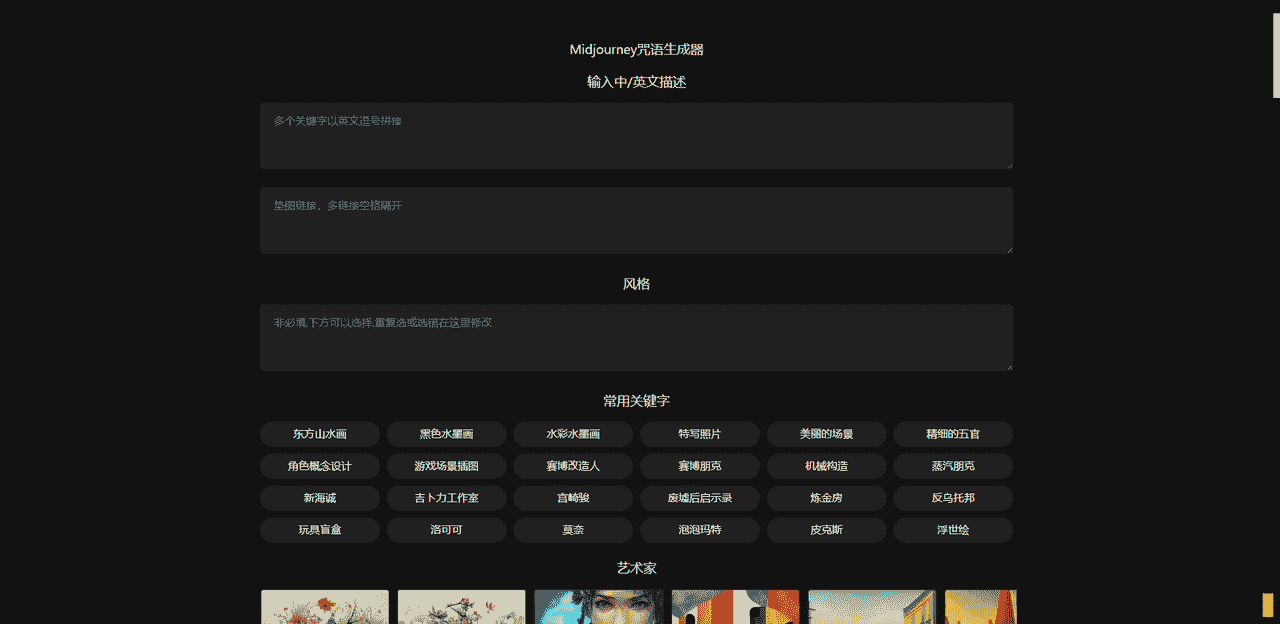 Midjourney咒语生成器
输入中/英文描述
多个关键字以英文逗号拼接
垫图链接，多链接空格隔开
风格
非必填,下方可以选择,重复选或选错在这里修改
常用关键字
东方山水画 黑色水墨画 水彩水墨画 特写照片 美丽的场景 精细的五官
角色概念设计 游戏场景插图 赛博改造人 赛博朋克 机械构造 蒸汽朋克
新海诚 吉卜力工作室 宫崎骏 废墟后启示录 炼金房 反乌托邦
玩具盲盒 洛可可 莫奈 泡泡玛特 皮克斯 浮世绘
艺术家